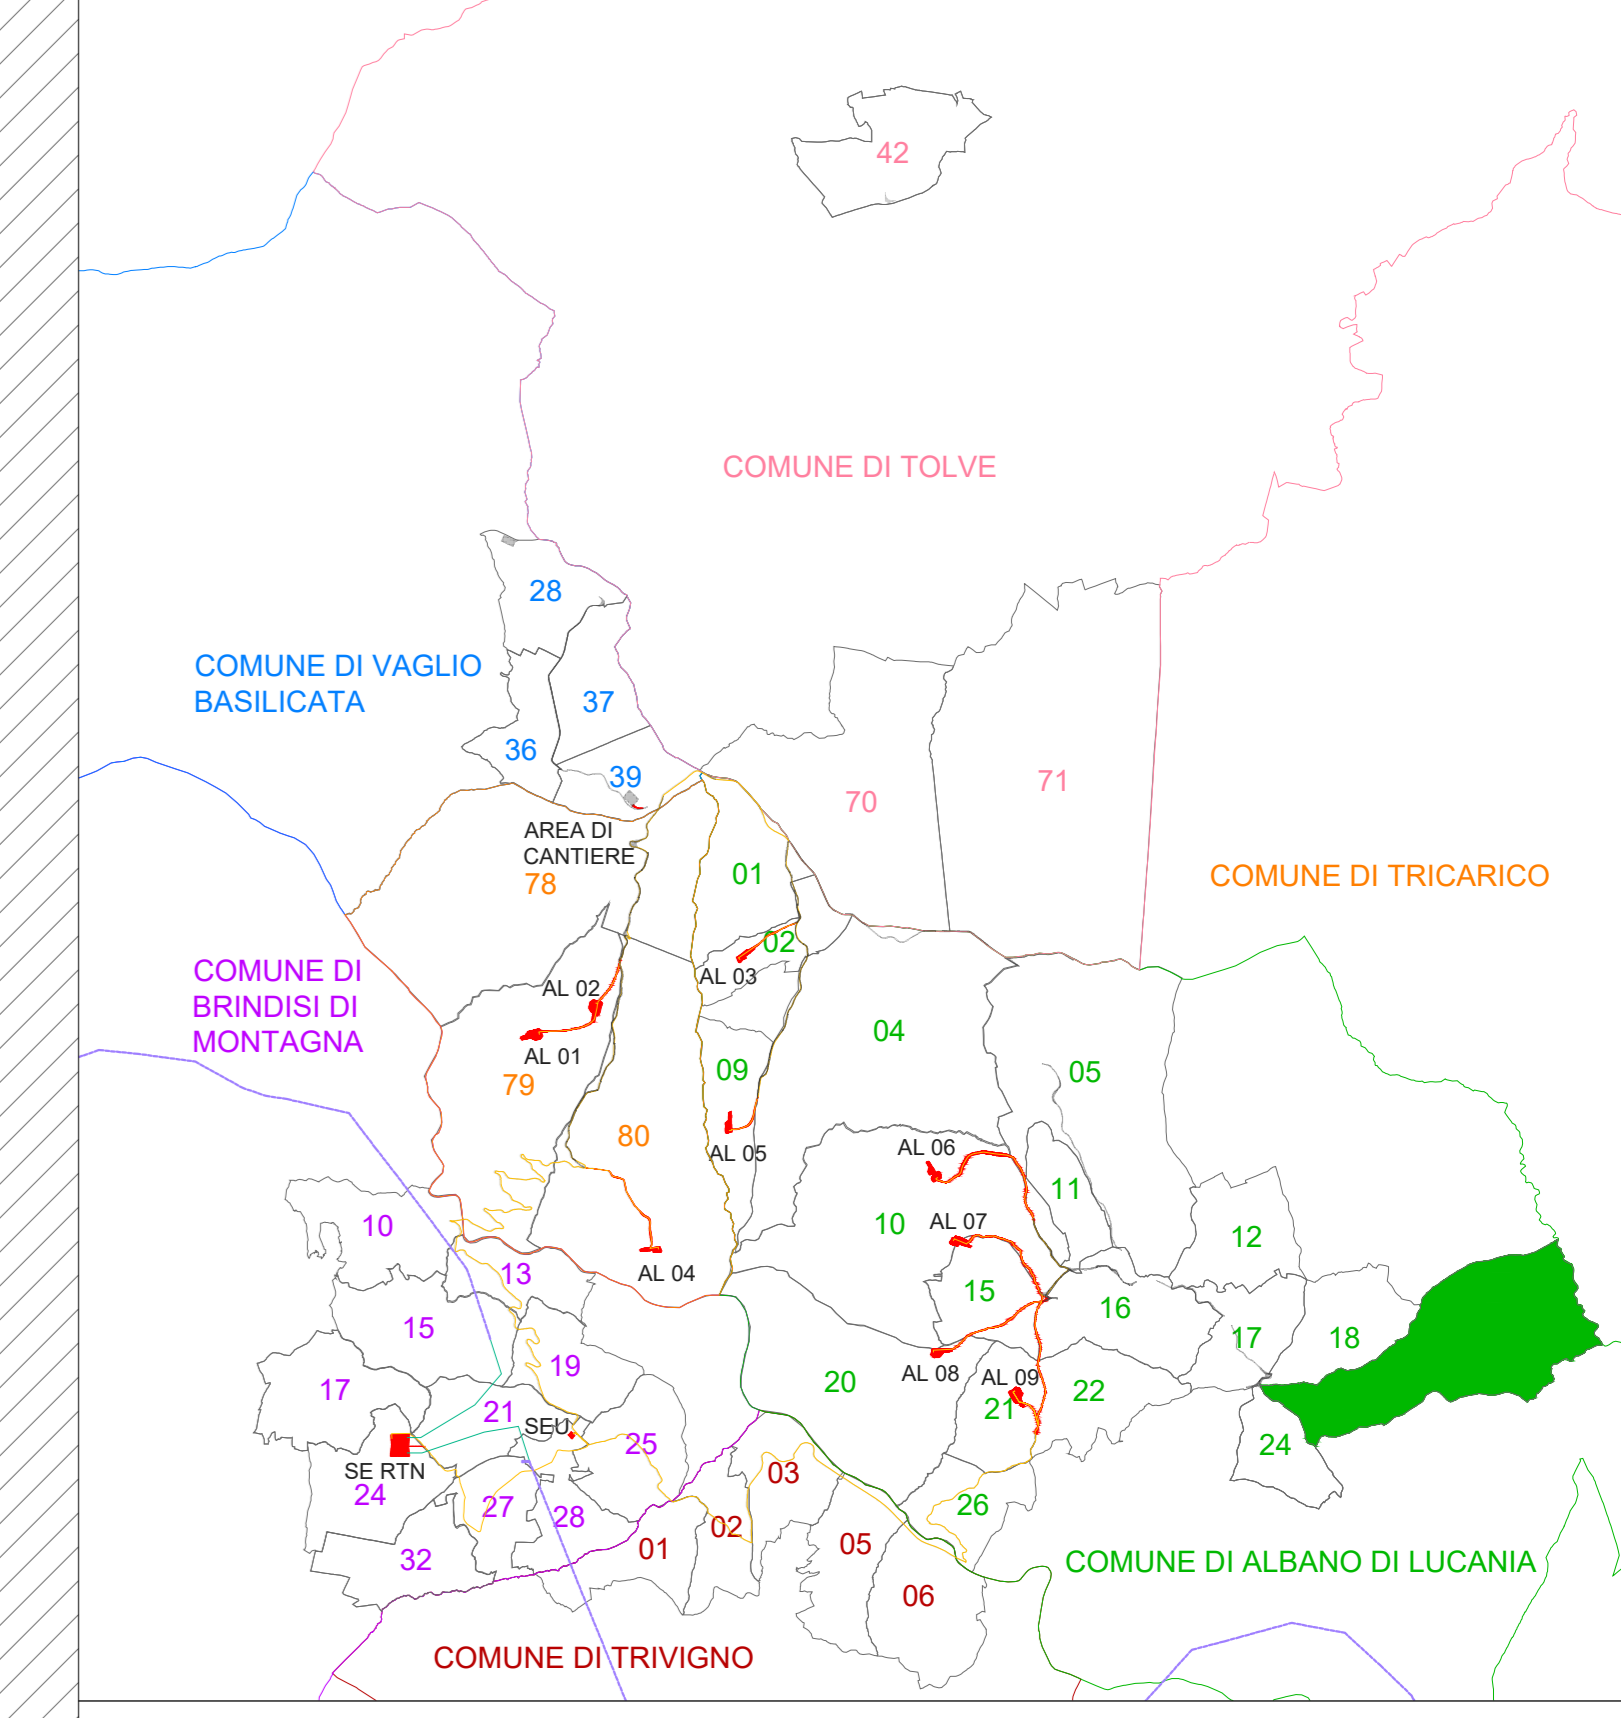 42
COMUNE DI TOLVE
28
COMUNE DI VAGLIO
BASILICATA
37
36
39
70
71
AREA DI
CANTIERE
78
01
COMUNE DI TRICARICO
02
AL 03
COMUNE DI
BRINDISI DI
MONTAGNA
AL 02
AL 01
79
04
05
09
80
AL 05
AL 06
11
10
10
AL 07
12
13
AL 04
15
16
15
17
18
19
AL 08
20
17
21
AL 09
21
22
SEU
25
24
SE RTN
24
03
27
28
26
02
01
05
32
06
COMUNE DI ALBANO DI LUCANIA
COMUNE DI TRIVIGNO